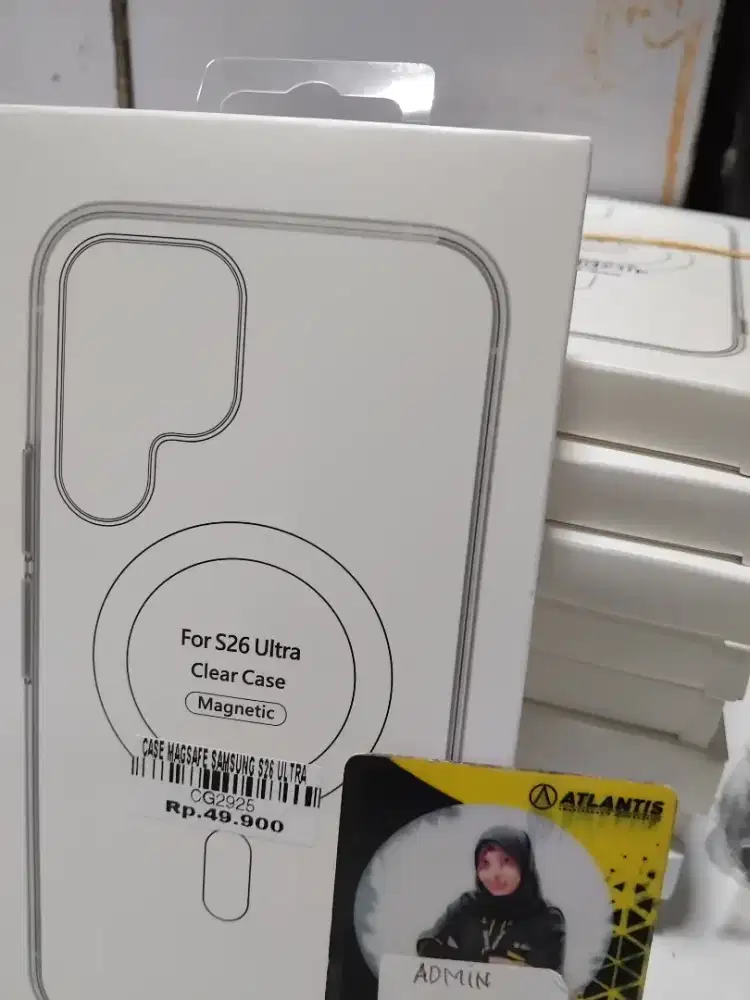 For S26 Ultra
Clear Case
Magnetic
CASE MAGSAFE SAMSUNG S26 ULTRA
CG2925
Rp.49.900
ATLANTIS
ADMIN